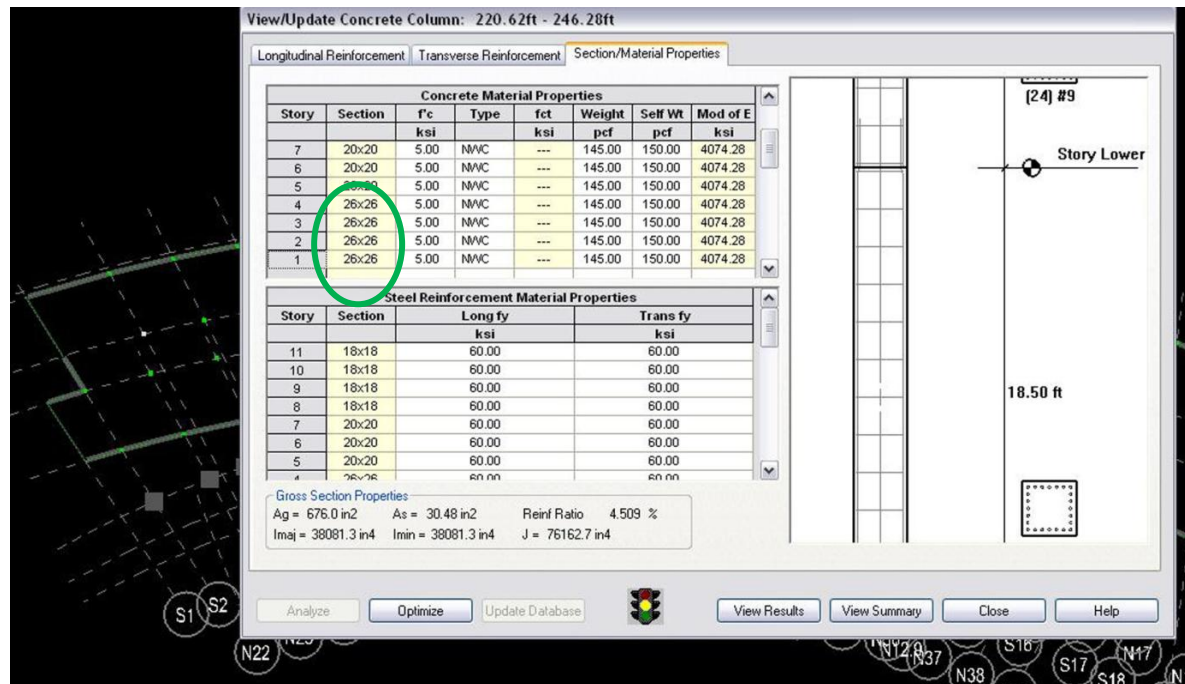 View/Update Concrete Column: 220.62ft - 246.28ft
Longitudinal Reinforcement Transverse Reinforcement Section/Material Properties
Concrete Material Properties
Story Section f'c Type fct Weight Self Wt Mod of E
ksi ksi pcf pcf ksi
7 20x20 5.00 NWC --- 145.00 150.00 4074.28
6 20x20 5.00 NWC --- 145.00 150.00 4074.28
5 20x20 5.00 NWC --- 145.00 150.00 4074.28
4 26x26 5.00 NWC --- 145.00 150.00 4074.28
3 26x26 5.00 NWC --- 145.00 150.00 4074.28
2 26x26 5.00 NWC --- 145.00 150.00 4074.28
1 26x26 5.00 NWC --- 145.00 150.00 4074.28
Steel Reinforcement Material Properties
Story Section Long fy Trans fy
ksi ksi
11 18x18 60.00 60.00
10 18x18 60.00 60.00
9 18x18 60.00 60.00
8 18x18 60.00 60.00
7 20x20 60.00 60.00
6 20x20 60.00 60.00
5 20x20 60.00 60.00
4 26x26 60.00 60.00
Gross Section Properties
Ag = 676.0 in2 As = 30.48 in2 Reinf Ratio 4.509 %
Imaj = 38081.3 in4 Imin = 38081.3 in4 J = 76162.7 in4
(24) #9
Story Lower
18.50 ft
Analyze Optimize Update Database View Results View Summary Close Help
S1 S2
N22
N37 N38 S16 S17 S18 N17